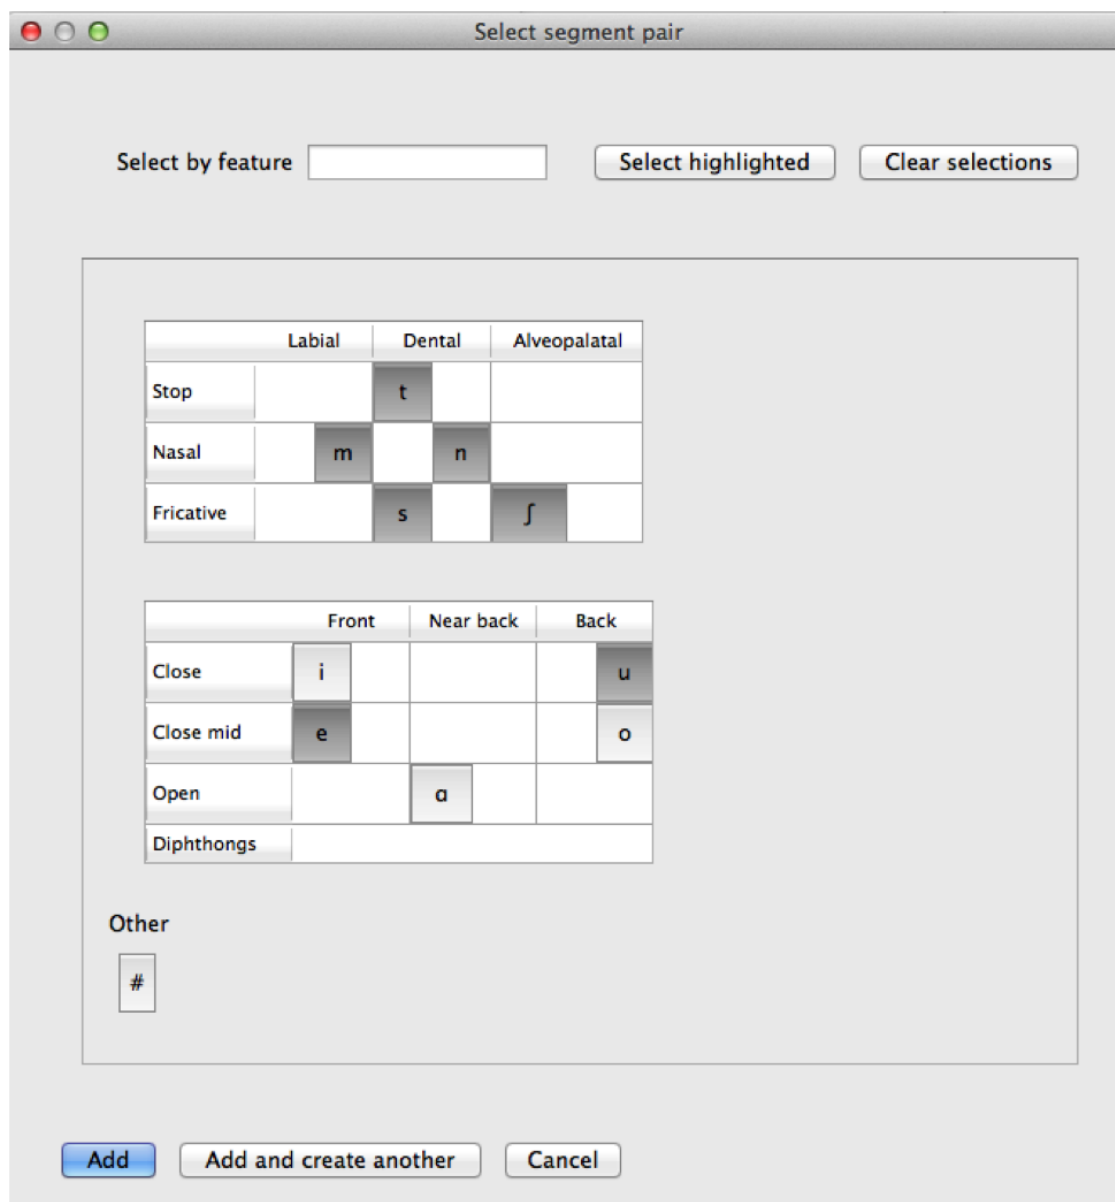 Select segment pair
Select by feature Select highlighted Clear selections
Labial Dental Alveopalatal
Stop t
Nasal m n
Fricative s ʃ
Front Near back Back
Close i u
Close mid e o
Open ɑ
Diphthongs
Other
#
Add Add and create another Cancel